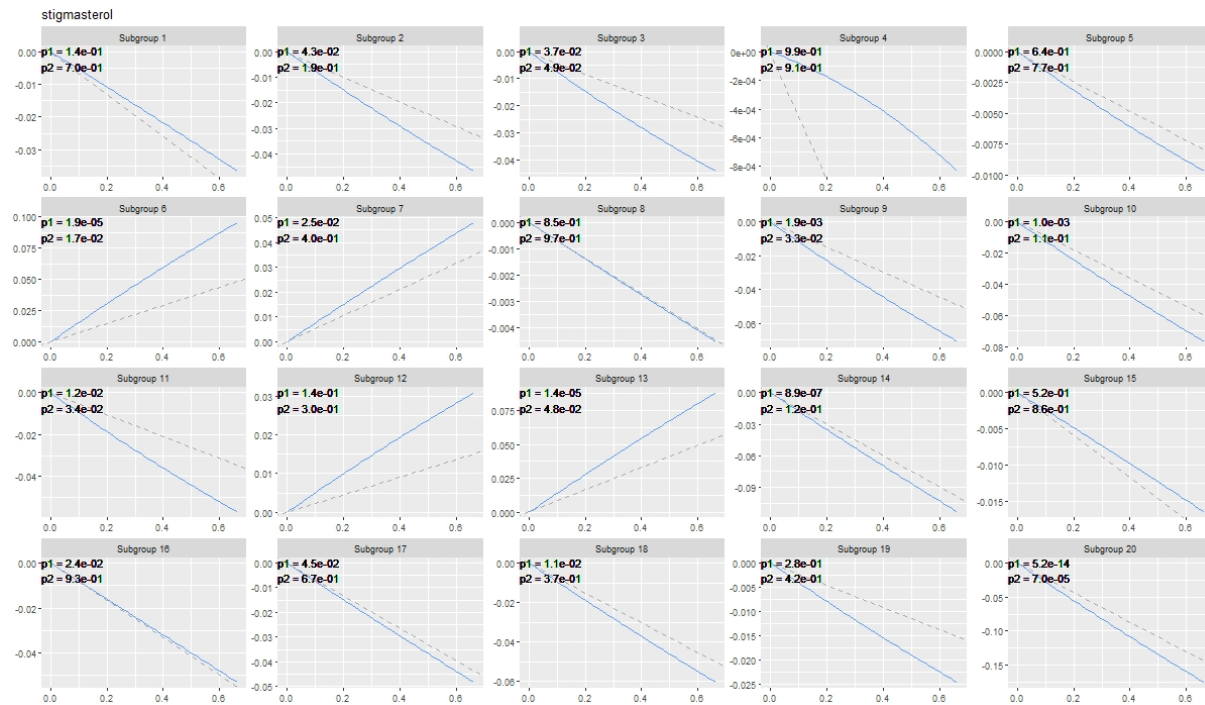 stigmasterol
Subgroup 1
p1 = 1.4e-01
p2 = 7.0e-01
0.00
-0.01
-0.02
-0.03
0.0 0.2 0.4 0.6
Subgroup 2
p1 = 4.3e-02
p2 = 1.9e-01
0.00
-0.01
-0.02
-0.03
-0.04
0.0 0.2 0.4 0.6
Subgroup 3
p1 = 3.7e-02
p2 = 4.9e-02
0.00
-0.01
-0.02
-0.03
-0.04
0.0 0.2 0.4 0.6
Subgroup 4
p1 = 9.9e-01
p2 = 9.1e-01
0e+00
-2e-04
-4e-04
-6e-04
-8e-04
0.0 0.2 0.4 0.6
Subgroup 5
p1 = 6.4e-01
p2 = 7.7e-01
0.0000
-0.0025
-0.0050
-0.0075
-0.0100
0.0 0.2 0.4 0.6
Subgroup 6
p1 = 1.9e-05
p2 = 1.7e-02
0.100
0.075
0.050
0.025
0.000
0.0 0.2 0.4 0.6
Subgroup 7
p1 = 2.5e-02
p2 = 4.0e-01
0.05
0.04
0.03
0.02
0.01
0.00
0.0 0.2 0.4 0.6
Subgroup 8
p1 = 8.5e-01
p2 = 9.7e-01
0.000
-0.001
-0.002
-0.003
-0.004
0.0 0.2 0.4 0.6
Subgroup 9
p1 = 1.9e-03
p2 = 3.3e-02
0.00
-0.02
-0.04
-0.06
0.0 0.2 0.4 0.6
Subgroup 10
p1 = 1.0e-03
p2 = 1.1e-01
0.00
-0.02
-0.04
-0.06
-0.08
0.0 0.2 0.4 0.6
Subgroup 11
p1 = 1.2e-02
p2 = 3.4e-02
0.00
-0.02
-0.04
0.0 0.2 0.4 0.6
Subgroup 12
p1 = 1.4e-01
p2 = 3.0e-01
0.03
0.02
0.01
0.00
0.0 0.2 0.4 0.6
Subgroup 13
p1 = 1.4e-05
p2 = 4.8e-02
0.075
0.050
0.025
0.000
0.0 0.2 0.4 0.6
Subgroup 14
p1 = 8.9e-07
p2 = 1.2e-01
0.00
-0.03
-0.06
-0.09
0.0 0.2 0.4 0.6
Subgroup 15
p1 = 5.2e-01
p2 = 8.6e-01
0.000
-0.005
-0.010
-0.015
0.0 0.2 0.4 0.6
Subgroup 16
p1 = 2.4e-02
p2 = 9.3e-01
0.00
-0.02
-0.04
0.0 0.2 0.4 0.6
Subgroup 17
p1 = 4.5e-02
p2 = 6.7e-01
0.00
-0.01
-0.02
-0.03
-0.04
-0.05
0.0 0.2 0.4 0.6
Subgroup 18
p1 = 1.1e-02
p2 = 3.7e-01
0.00
-0.02
-0.04
-0.06
0.0 0.2 0.4 0.6
Subgroup 19
p1 = 2.8e-01
p2 = 4.2e-01
0.000
-0.005
-0.010
-0.015
-0.020
-0.025
0.0 0.2 0.4 0.6
Subgroup 20
p1 = 5.2e-14
p2 = 7.0e-05
0.00
-0.05
-0.10
-0.15
0.0 0.2 0.4 0.6